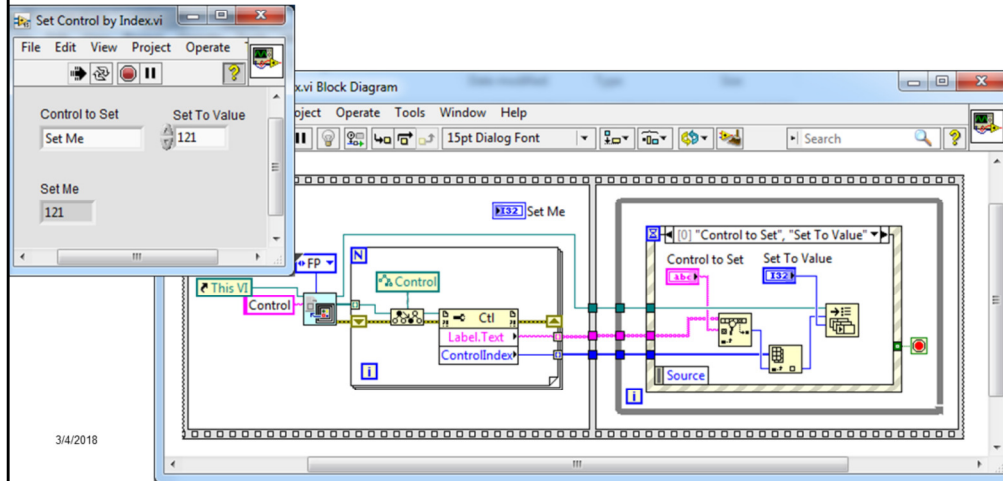 Set Control by Index.vi
File Edit View Project Operate
Control to Set
Set To Value
Set Me
121
Set Me
121
x.vi Block Diagram
oject Operate Tools Window Help
15pt Dialog Font
Search
I32 Set Me
[0] "Control to Set", "Set To Value"
Control to Set
Set To Value
abc
I32
FP
N
Control
This VI
Control
Ctl
Label.Text
ControlIndex
i
Source
i
3/4/2018